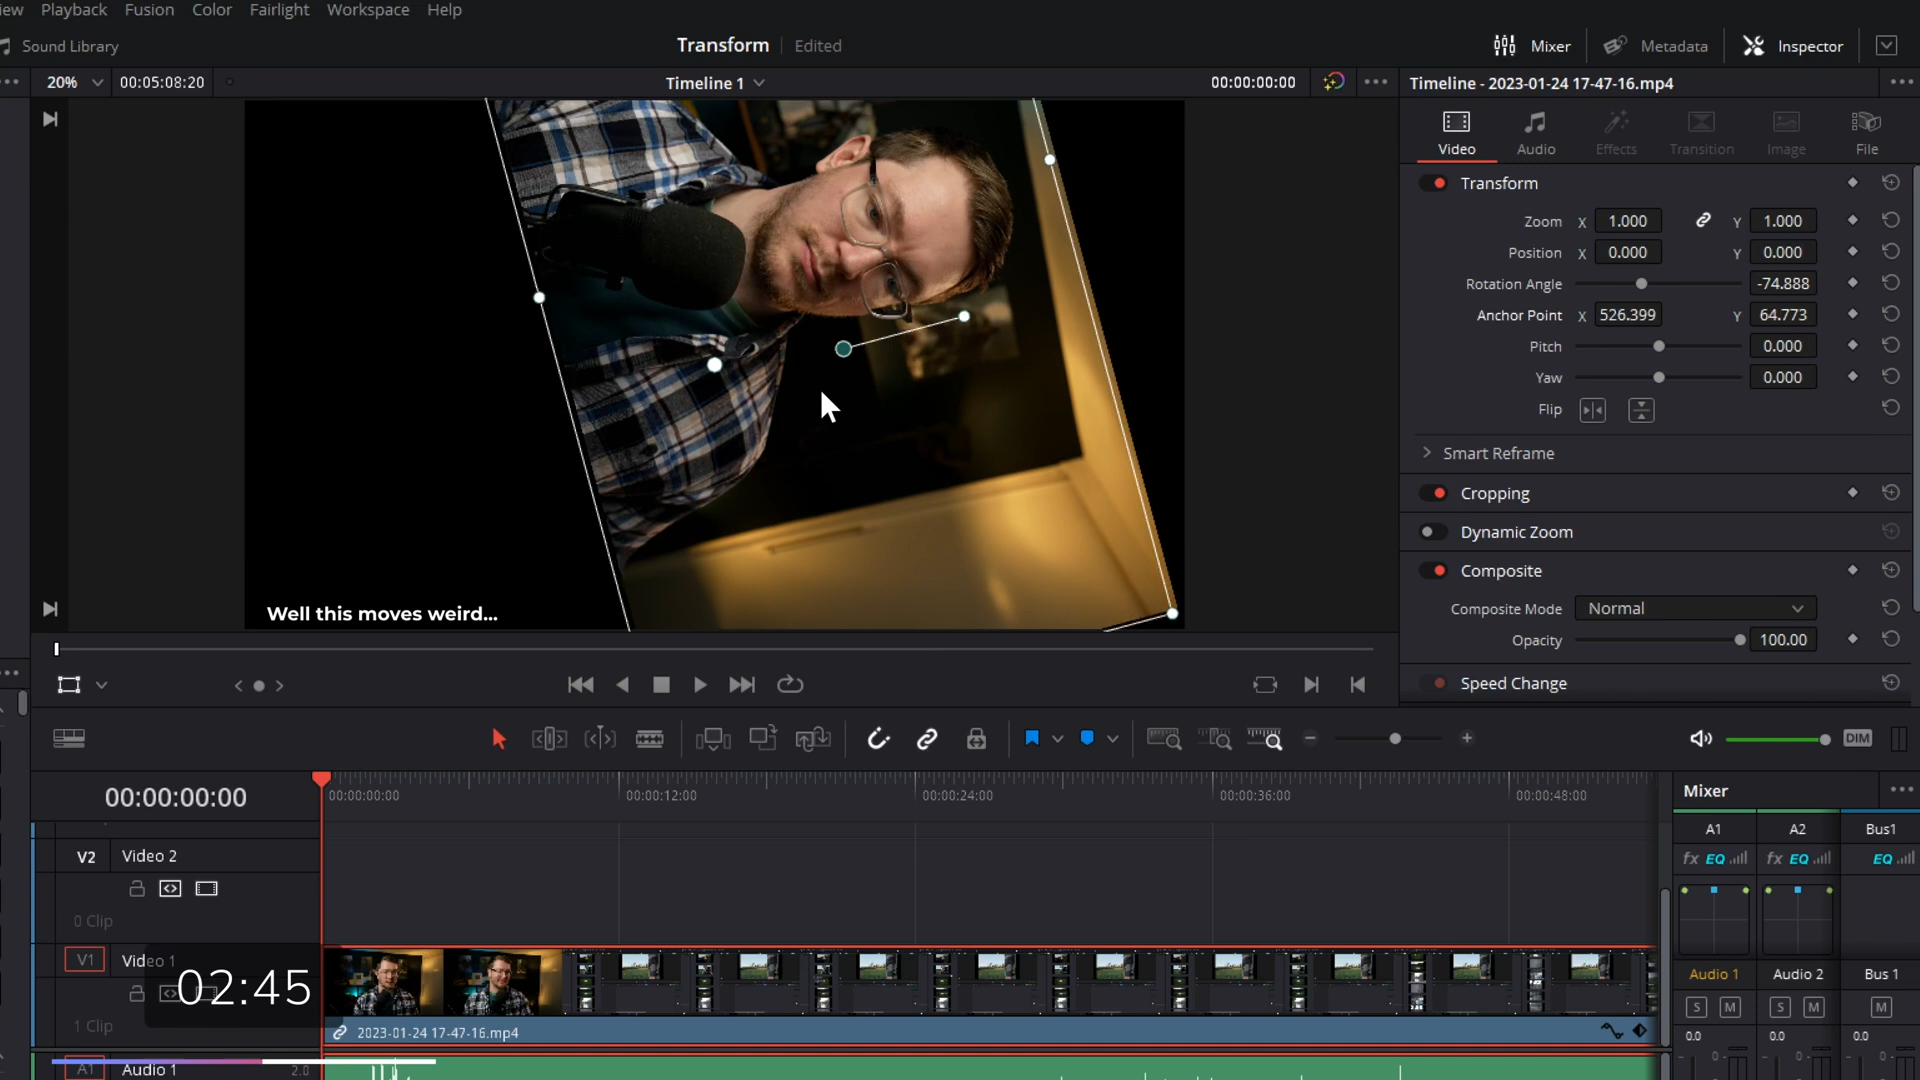 Playback Fusion Color Fairlight Workspace Help
Sound Library
Transform Edited
Mixer Metadata Inspector
20% 00:05:08:20
Timeline 1 00:00:00:00
Timeline - 2023-01-24 17-47-16.mp4
Video Audio Effects Transition Image File
Transform
Zoom X 1.000 Y 1.000
Position X 0.000 Y 0.000
Rotation Angle -74.888
Anchor Point X 526.399 Y 64.773
Pitch 0.000
Yaw 0.000
Flip
Smart Reframe
Cropping
Dynamic Zoom
Composite
Composite Mode Normal
Opacity 100.00
Speed Change
Well this moves weird...
DIM
00:00:00:00
00:00:00:00 00:00:12:00 00:00:24:00 00:00:36:00 00:00:48:00
V2 Video 2
0 Clip
V1 Video 1
02:45
1 Clip
2023-01-24 17-47-16.mp4
A1 Audio 1 2.0
Mixer
A1 A2 Bus1
fx EQ fx EQ EQ
Audio 1 Audio 2 Bus 1
S M S M M
0.0 0.0 0.0
0 0 0